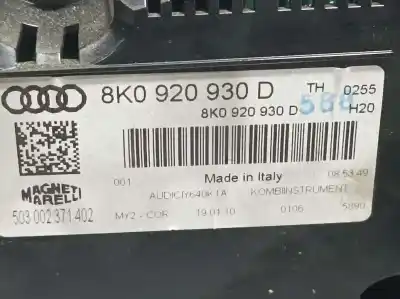 8K0 920 930 D TH 0255
8K0 920 930 D H20
001 Made in Italy 08.53.49
MAGNETI
MARELLI
KOMBIINSTRUMENT
503 002 371 402
MY2 - COR 19.01.10 0106 5890